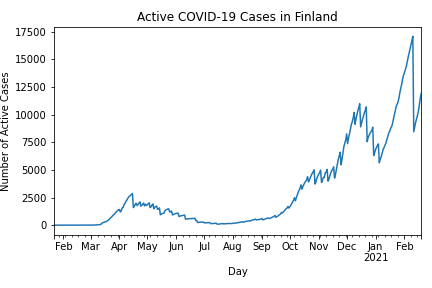 Active COVID-19 Cases in Finland
Number of Active Cases
17500
15000
12500
10000
7500
5000
2500
0
Feb Mar Apr May Jun Jul Aug Sep Oct Nov Dec Jan Feb
2021
Day